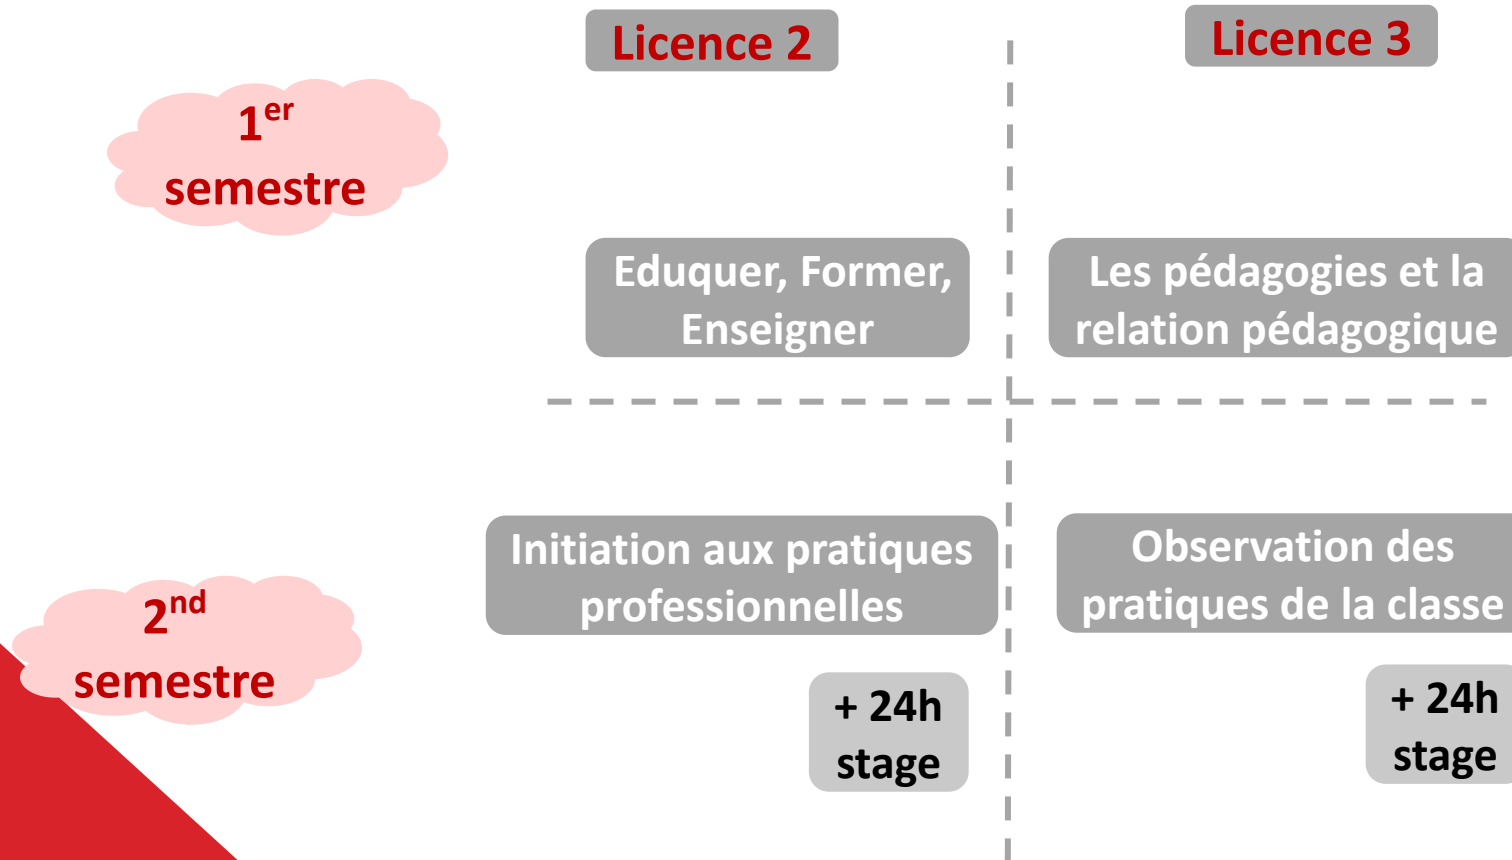 Licence 2
Licence 3
1er
semestre
Eduquer, Former,
Enseigner
Les pédagogies et la
relation pédagogique
2nd
semestre
Initiation aux pratiques
professionnelles
Observation des
pratiques de la classe
+ 24h
stage
+ 24h
stage